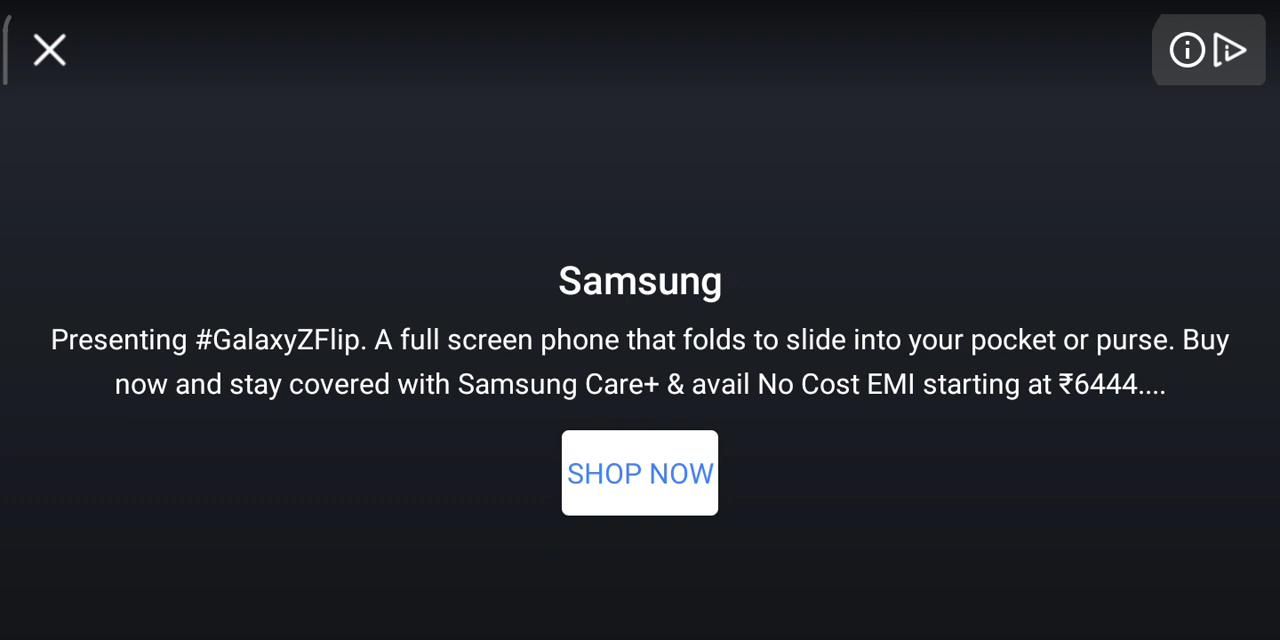 Samsung
Presenting #GalaxyZFlip. A full screen phone that folds to slide into your pocket or purse. Buy
now and stay covered with Samsung Care+ & avail No Cost EMI starting at ₹6444....
SHOP NOW